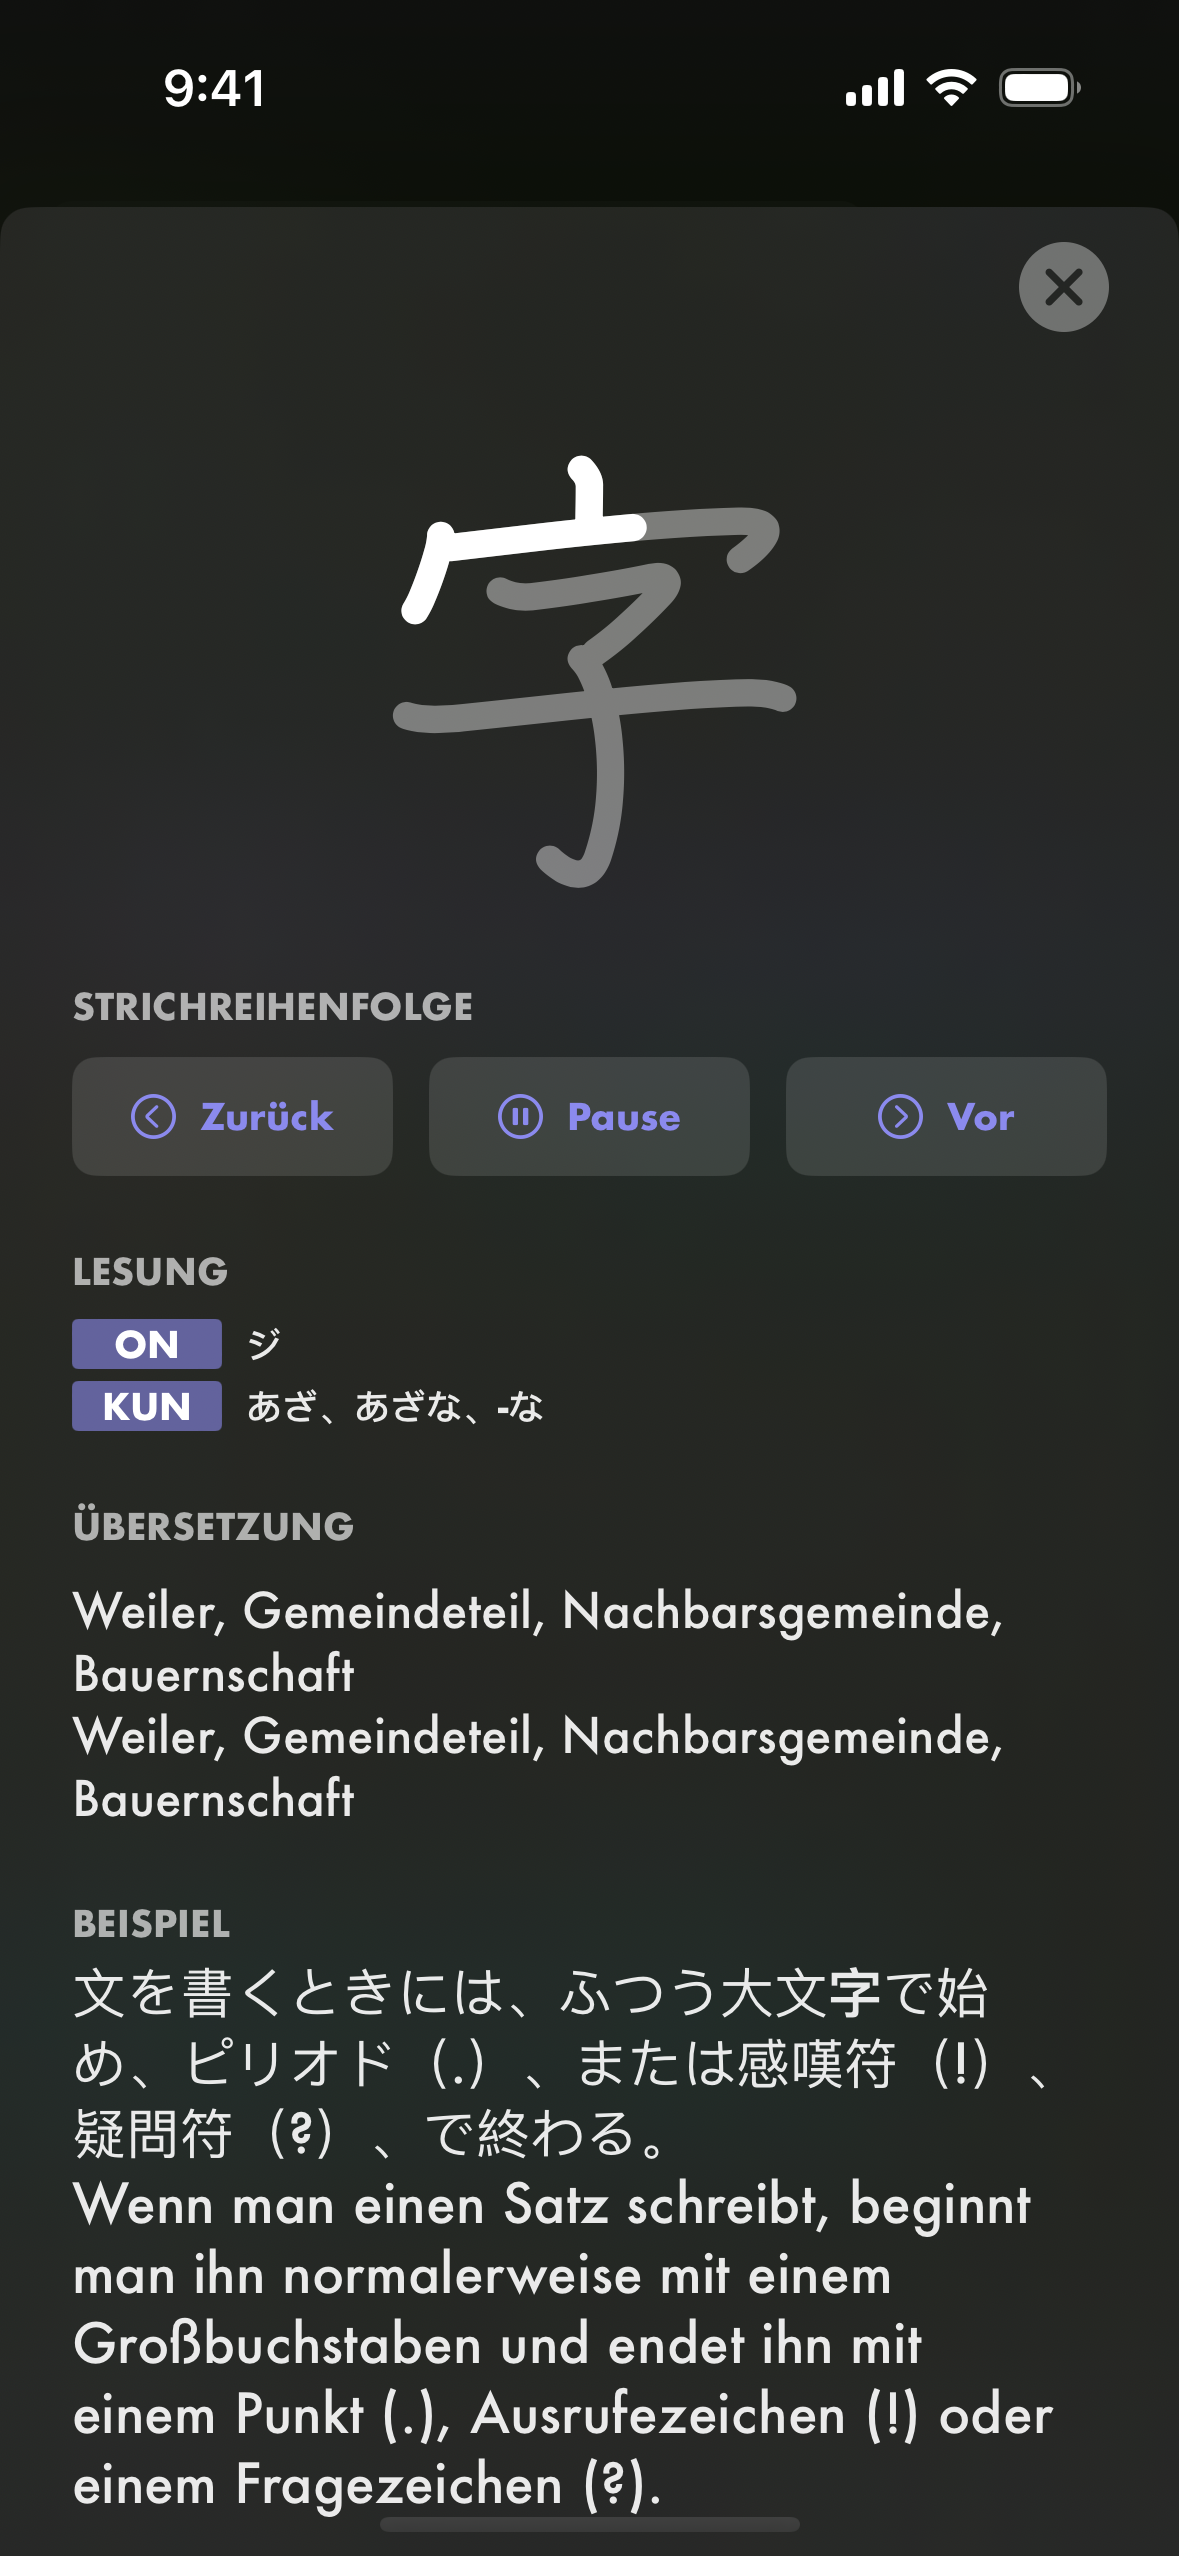 9:41
字
STRICHREIHENFOLGE
Zurück
Pause
Vor
LESUNG
ON ジ
KUN あざ、あざな、-な
ÜBERSETZUNG
Weiler, Gemeindeteil, Nachbarsgemeinde,
Bauernschaft
Weiler, Gemeindeteil, Nachbarsgemeinde,
Bauernschaft
BEISPIEL
文を書くときには、ふつう大文字で始
め、ピリオド（.）、または感嘆符（!）、
疑問符（?）、で終わる。
Wenn man einen Satz schreibt, beginnt
man ihn normalerweise mit einem
Großbuchstaben und endet ihn mit
einem Punkt (.), Ausrufezeichen (!) oder
einem Fragezeichen (?).